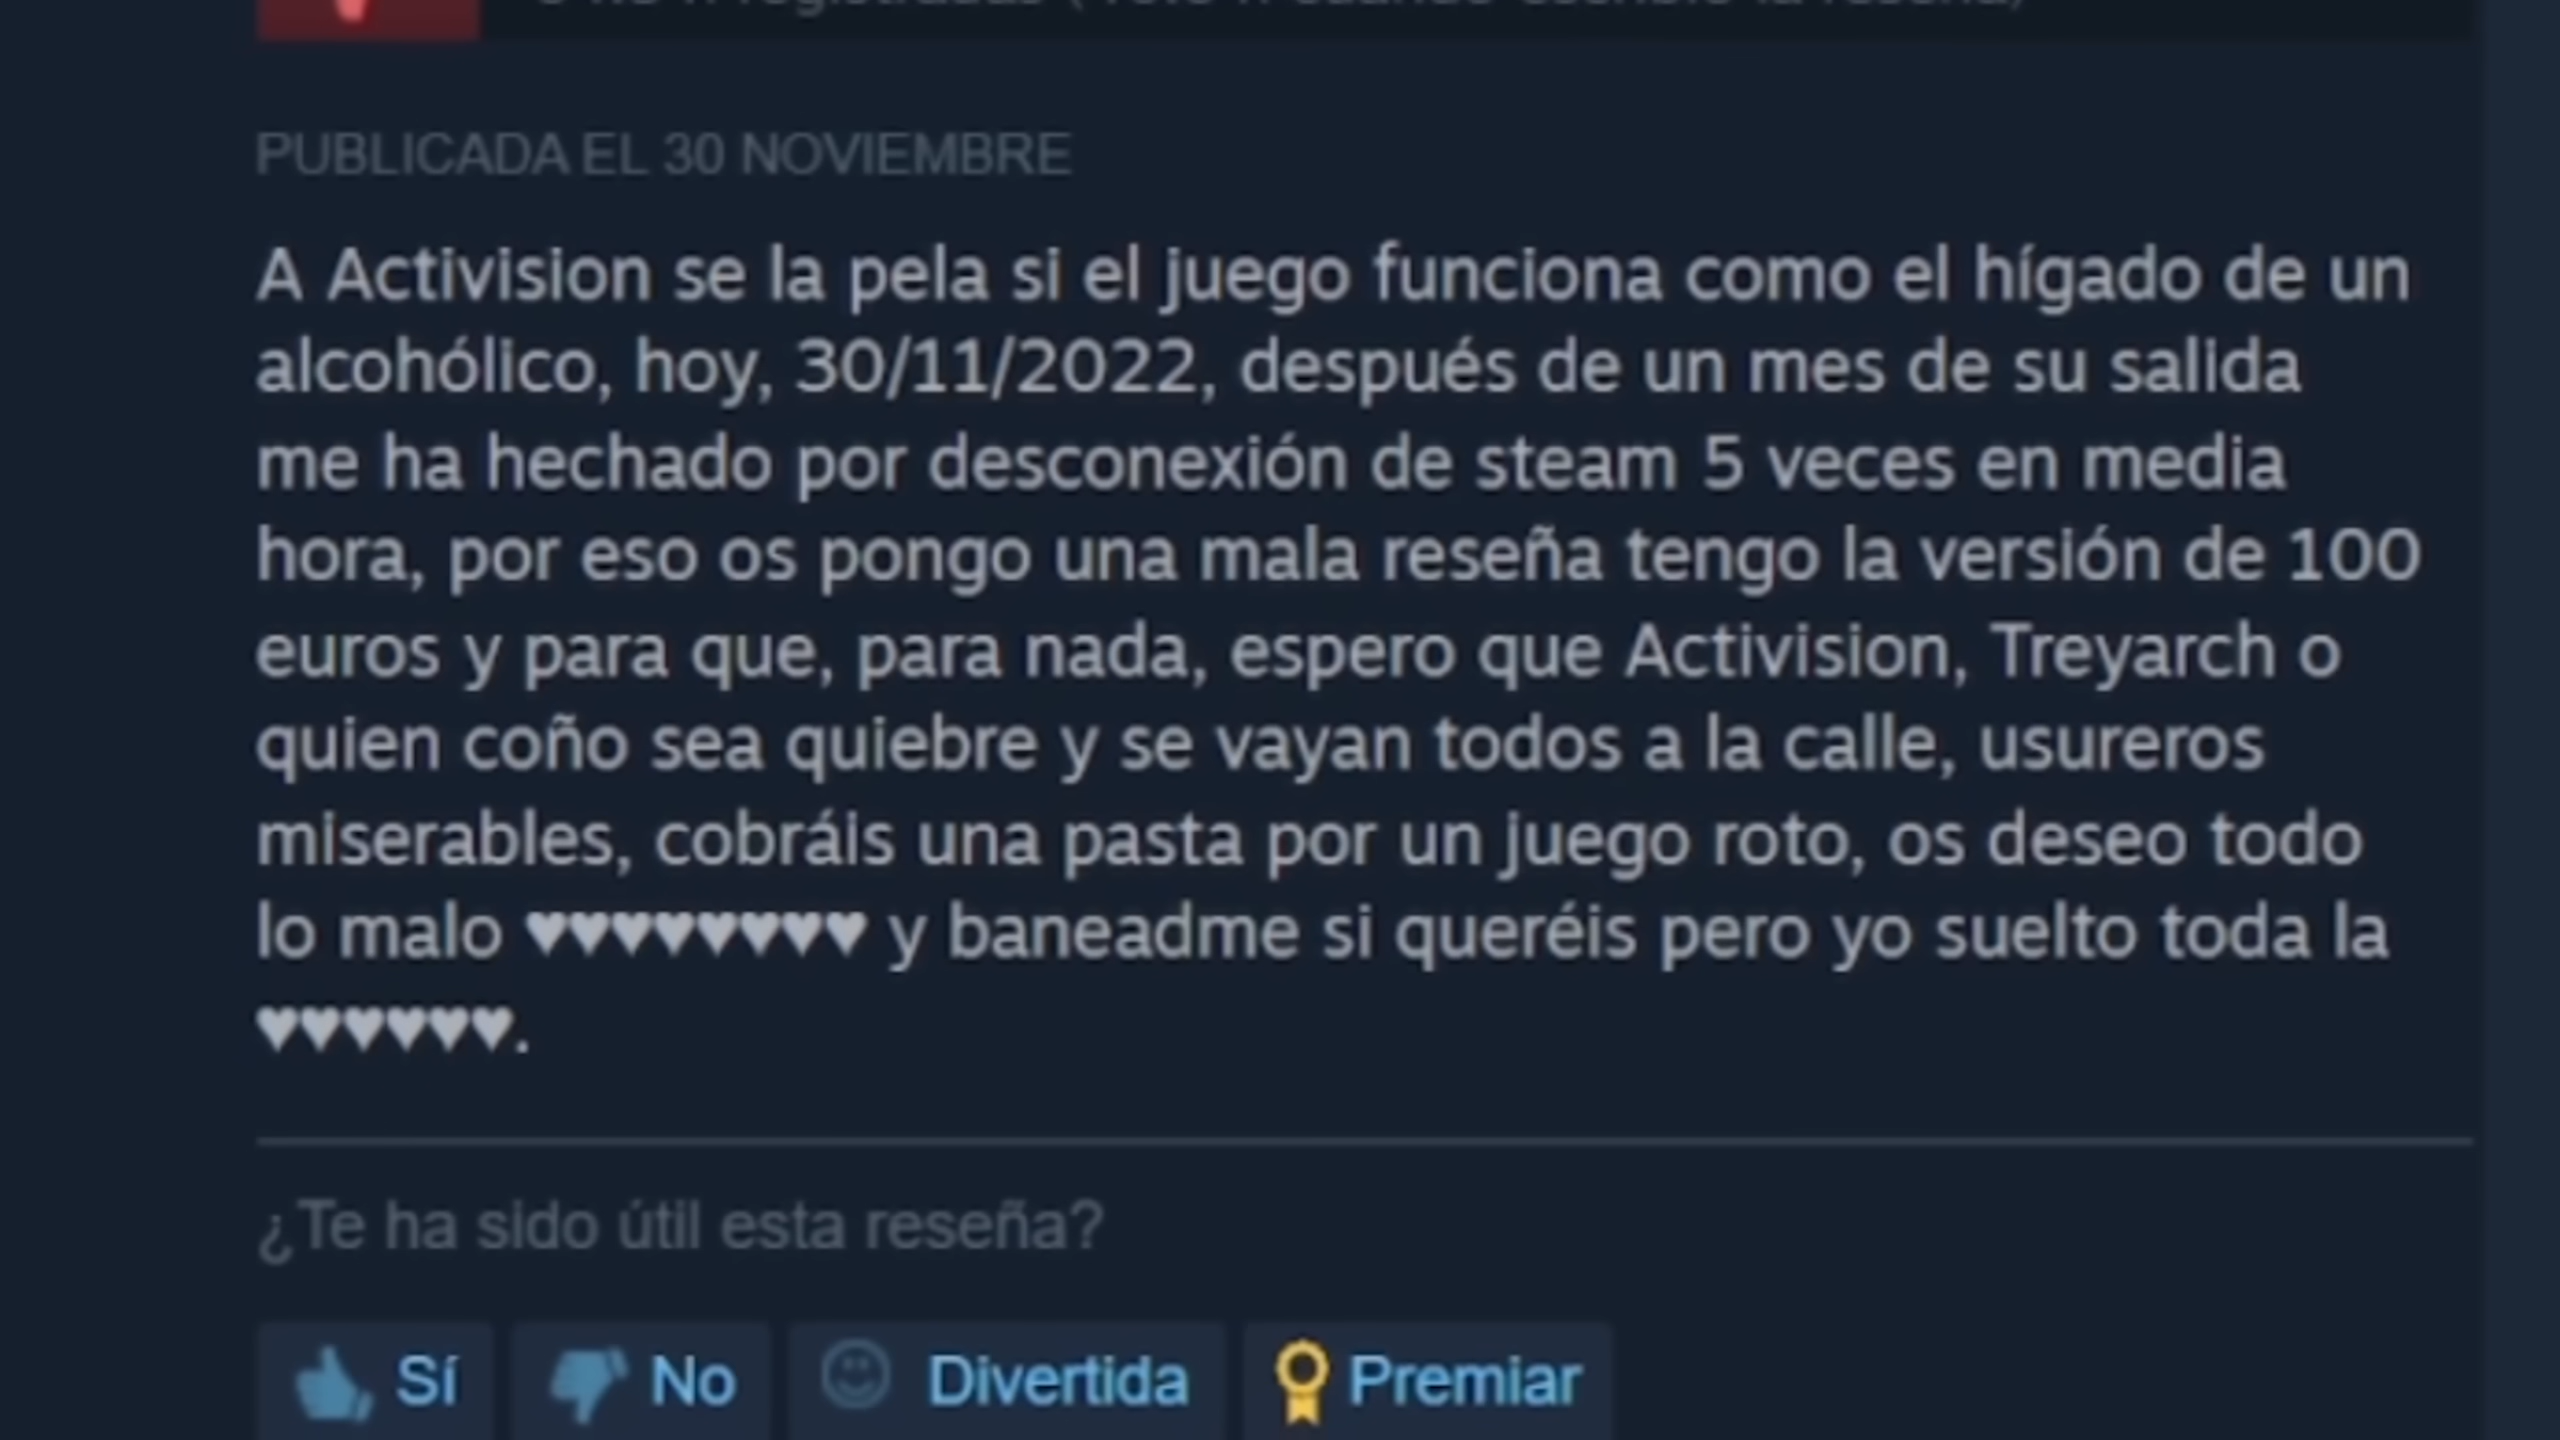 PUBLICADA EL 30 NOVIEMBRE
A Activision se la pela si el juego funciona como el hígado de un
alcohólico, hoy, 30/11/2022, después de un mes de su salida
me ha hechado por desconexión de steam 5 veces en media
hora, por eso os pongo una mala reseña tengo la versión de 100
euros y para que, para nada, espero que Activision, Treyarch o
quien coño sea quiebre y se vayan todos a la calle, usureros
miserables, cobráis una pasta por un juego roto, os deseo todo
lo malo ♥♥♥♥♥♥♥♥ y baneadme si queréis pero yo suelto toda la
♥♥♥♥♥♥.
¿Te ha sido útil esta reseña?
Sí No Divertida Premiar